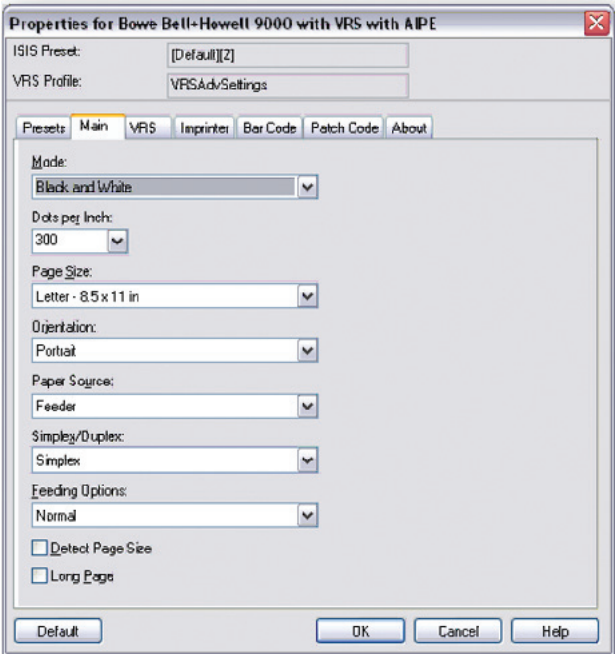 Properties for Bowe Bell+Howell 9000 with VRS with AIPE
ISIS Preset: [Default][Z]
VRS Profile: VRSAdvSettings
Presets Main VRS Imprinter Bar Code Patch Code About
Mode:
Black and White
Dots per Inch:
300
Page Size:
Letter - 8.5 x 11 in
Orientation:
Portrait
Paper Source:
Feeder
Simplex/Duplex:
Simplex
Feeding Options:
Normal
Detect Page Size
Long Page
Default OK Cancel Help